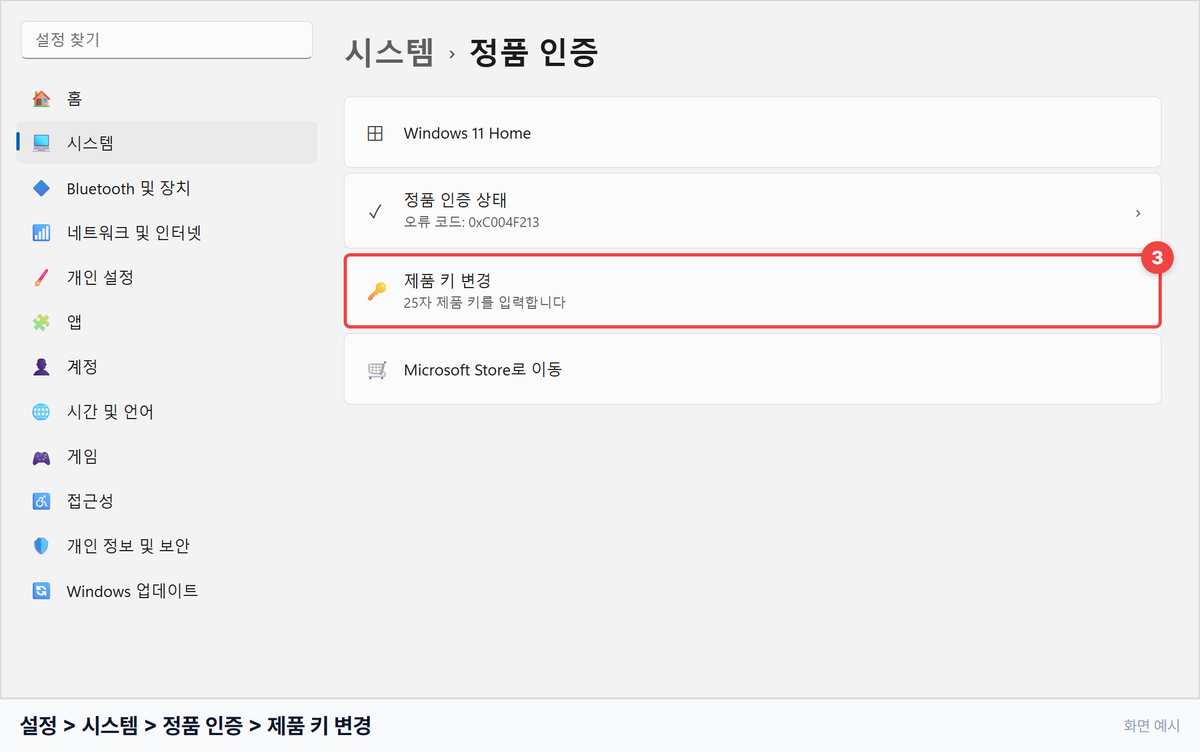 설정 찾기
홈
시스템
Bluetooth 및 장치
네트워크 및 인터넷
개인 설정
앱
계정
시간 및 언어
게임
접근성
개인 정보 및 보안
Windows 업데이트
시스템 › 정품 인증
Windows 11 Home
정품 인증 상태
오류 코드: 0xC004F213
3
제품 키 변경
25자 제품 키를 입력합니다
Microsoft Store로 이동
설정 > 시스템 > 정품 인증 > 제품 키 변경
화면 예시